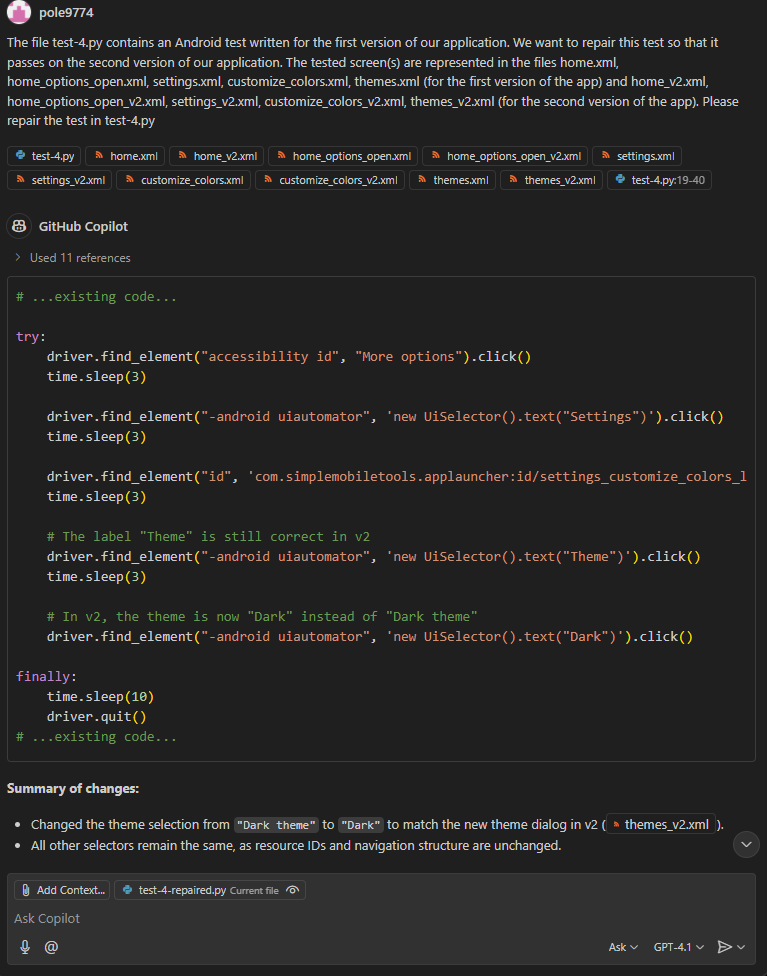 pole9774
The file test-4.py contains an Android test written for the first version of our application. We want to repair this test so that it
passes on the second version of our application. The tested screen(s) are represented in the files home.xml,
home_options_open.xml, settings.xml, customize_colors.xml, themes.xml (for the first version of the app) and home_v2.xml,
home_options_open_v2.xml, settings_v2.xml, customize_colors_v2.xml, themes_v2.xml (for the second version of the app). Please
repair the test in test-4.py
test-4.py home.xml home_v2.xml home_options_open.xml home_options_open_v2.xml settings.xml
settings_v2.xml customize_colors.xml customize_colors_v2.xml themes.xml themes_v2.xml test-4.py:19-40
GitHub Copilot
Used 11 references
# ...existing code...
try:
driver.find_element("accessibility id", "More options").click()
time.sleep(3)
driver.find_element("-android uiautomator", 'new UiSelector().text("Settings")').click()
time.sleep(3)
driver.find_element("id", 'com.simplemobiletools.applauncher:id/settings_customize_colors_l
time.sleep(3)
# The label "Theme" is still correct in v2
driver.find_element("-android uiautomator", 'new UiSelector().text("Theme")').click()
time.sleep(3)
# In v2, the theme is now "Dark" instead of "Dark theme"
driver.find_element("-android uiautomator", 'new UiSelector().text("Dark")').click()
finally:
time.sleep(10)
driver.quit()
# ...existing code...
Summary of changes:
• Changed the theme selection from "Dark theme" to "Dark" to match the new theme dialog in v2 ( themes_v2.xml ).
• All other selectors remain the same, as resource IDs and navigation structure are unchanged.
Add Context... test-4-repaired.py Current file
Ask Copilot
@ Ask GPT-4.1